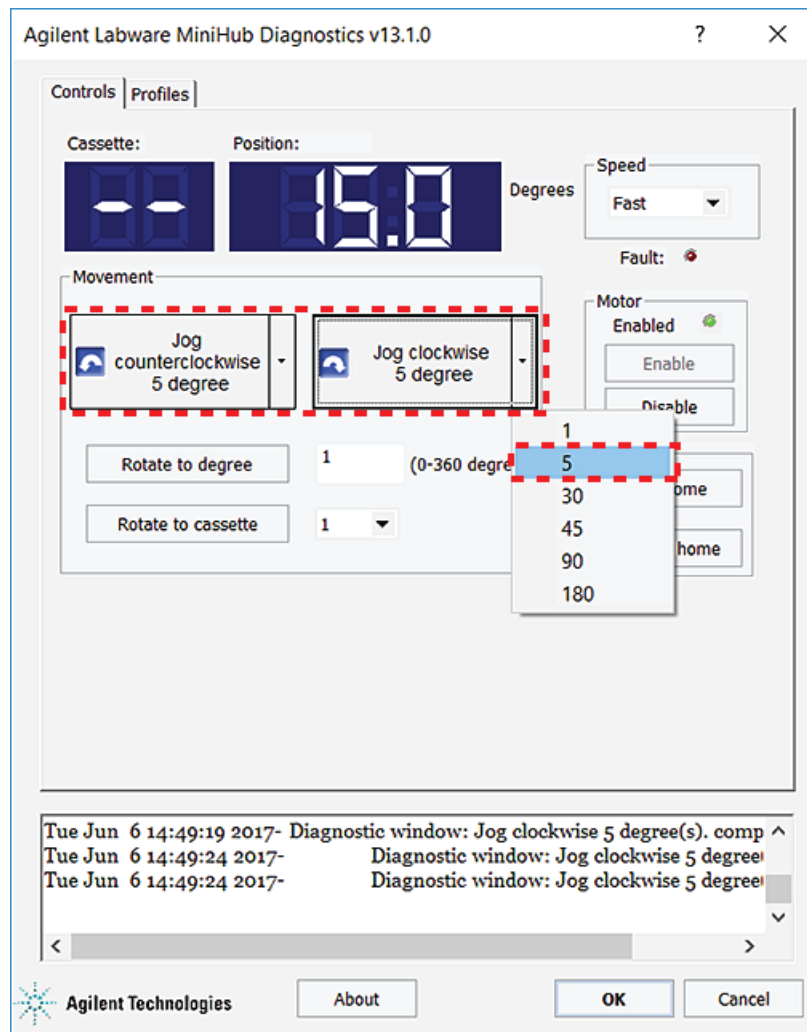 Agilent Labware MiniHub Diagnostics v13.1.0 ?
Controls Profiles
Cassette: Position:
-- 15.0 Degrees
Speed
Fast
Fault:
Movement
Motor
Enabled
Jog counterclockwise 5 degree
Jog clockwise 5 degree
Enable
Disable
Rotate to degree 1 (0-360 degre
Rotate to cassette 1
1
5
30
45
90
180
ome
home
Tue Jun 6 14:49:19 2017- Diagnostic window: Jog clockwise 5 degree(s). comp
Tue Jun 6 14:49:24 2017- Diagnostic window: Jog clockwise 5 degree
Tue Jun 6 14:49:24 2017- Diagnostic window: Jog clockwise 5 degree
Agilent Technologies About OK Cancel